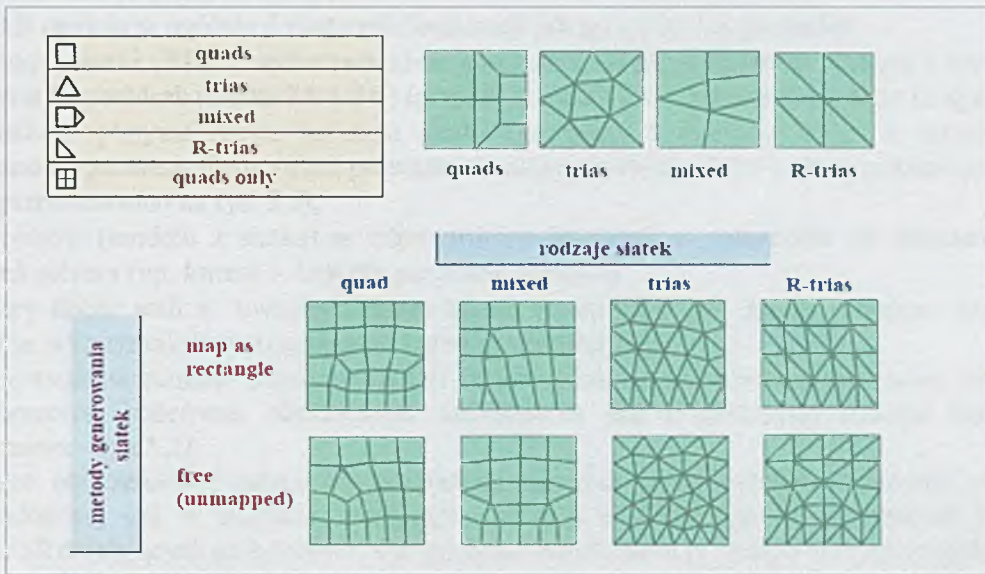 quads
trias
mixed
R-trias
quads only
quads trias mixed R-trias
rodzaje siatek
quad mixed trias R-trias
metody generowania
siatek
map as
rectangle
free
(unmapped)